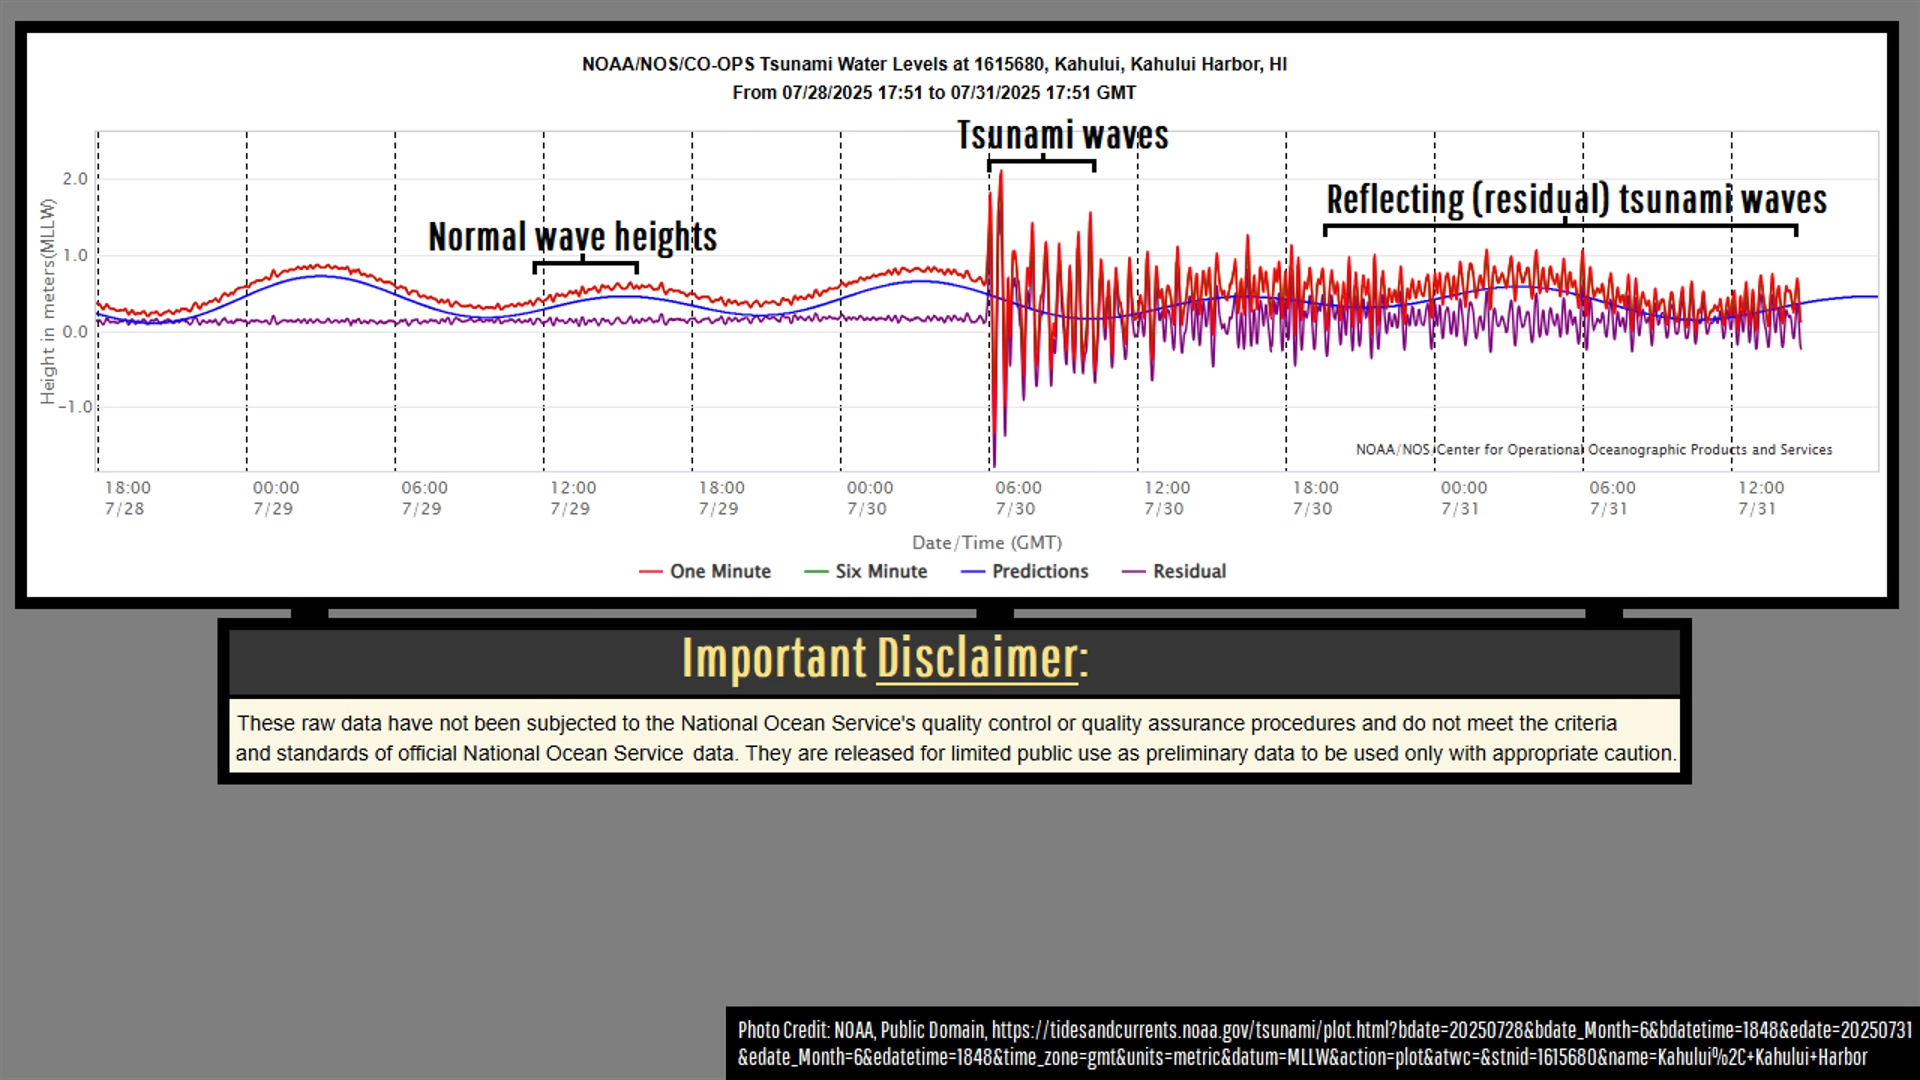 NOAA/NOS/CO-OPS Tsunami Water Levels at 1615680, Kahului, Kahului Harbor, HI
From 07/28/2025 17:51 to 07/31/2025 17:51 GMT
Tsunami waves
Reflecting (residual) tsunami waves
Normal wave heights
Height in meters(MLLW)
2.0
1.0
0.0
-1.0
NOAA/NOS/Center for Operational Oceanographic Products and Services
18:00 00:00 06:00 12:00 18:00 00:00 06:00 12:00 18:00 00:00 06:00 12:00
7/28 7/29 7/29 7/29 7/29 7/30 7/30 7/30 7/30 7/31 7/31 7/31
Date/Time (GMT)
One Minute Six Minute Predictions Residual
Important Disclaimer:
These raw data have not been subjected to the National Ocean Service's quality control or quality assurance procedures and do not meet the criteria
and standards of official National Ocean Service data. They are released for limited public use as preliminary data to be used only with appropriate caution.
Photo Credit: NOAA, Public Domain, https://tidesandcurrents.noaa.gov/tsunami/plot.html?bdate=20250728&bdate_Month=6&bdatetime=1848&edate=20250731
&edate_Month=6&edatetime=1848&time_zone=gmt&units=metric&datum=MLLW&action=plot&atwc=&stnid=1615680&name=Kahului%2C+Kahului+Harbor